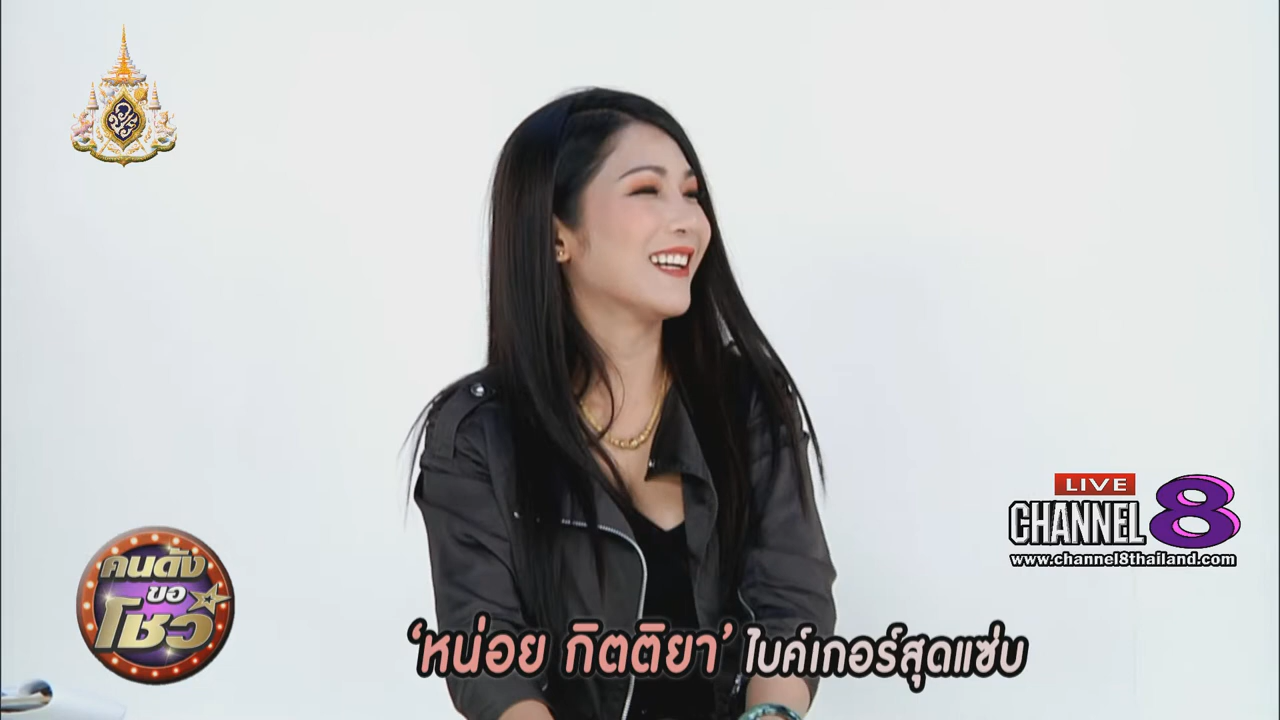 LIVE
CHANNEL 8
www.channel8thailand.com
คนดัง
ขอ
โชว์
‘หน่อย กิตติยา’ ไบค์เกอร์สุดแซ่บ